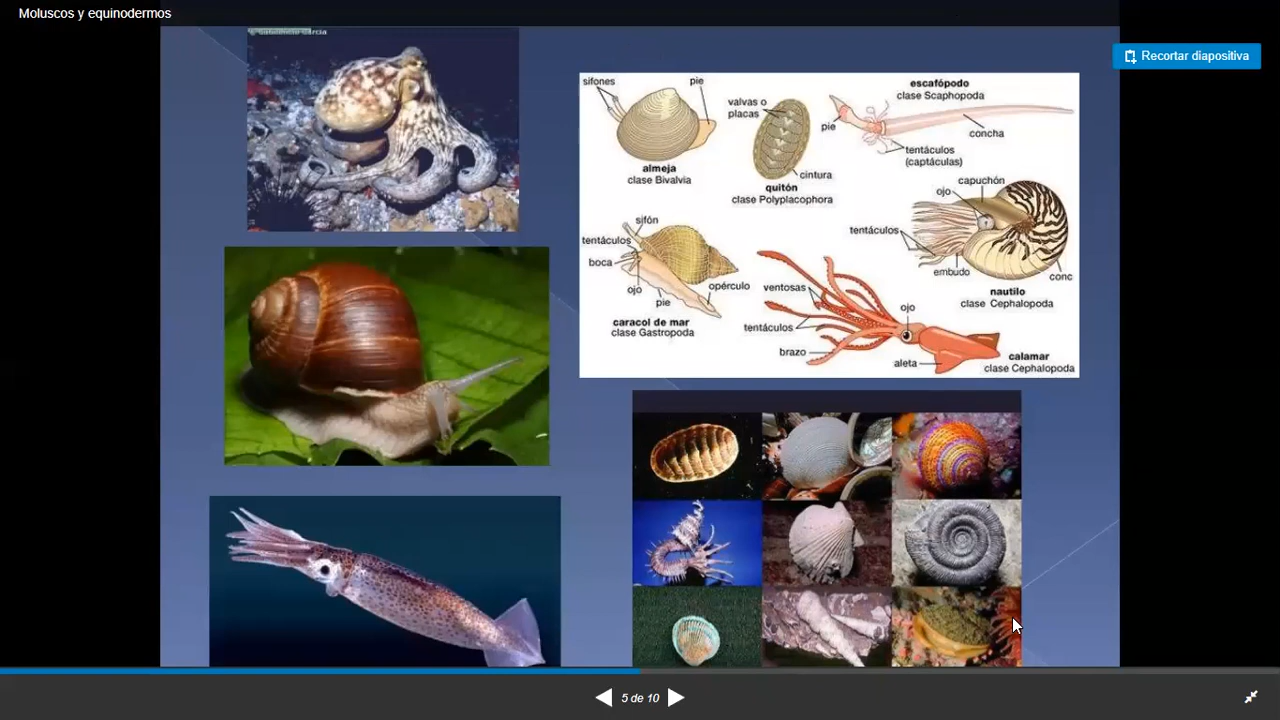 Moluscos y equinodermos
Recortar diapositiva
sifones
pie
almeja
clase Bivalvia
valvas o
placas
cintura
quitón
clase Polyplacophora
escafópodo
clase Scaphopoda
pie
concha
tentáculos
(captáculas)
capuchón
ojo
tentáculos
embudo
conc
nautilo
clase Cephalopoda
sifón
tentáculos
boca
ojo
pie
opérculo
caracol de mar
clase Gastropoda
ventosas
ojo
tentáculos
brazo
aleta
calamar
clase Cephalopoda
5 de 10